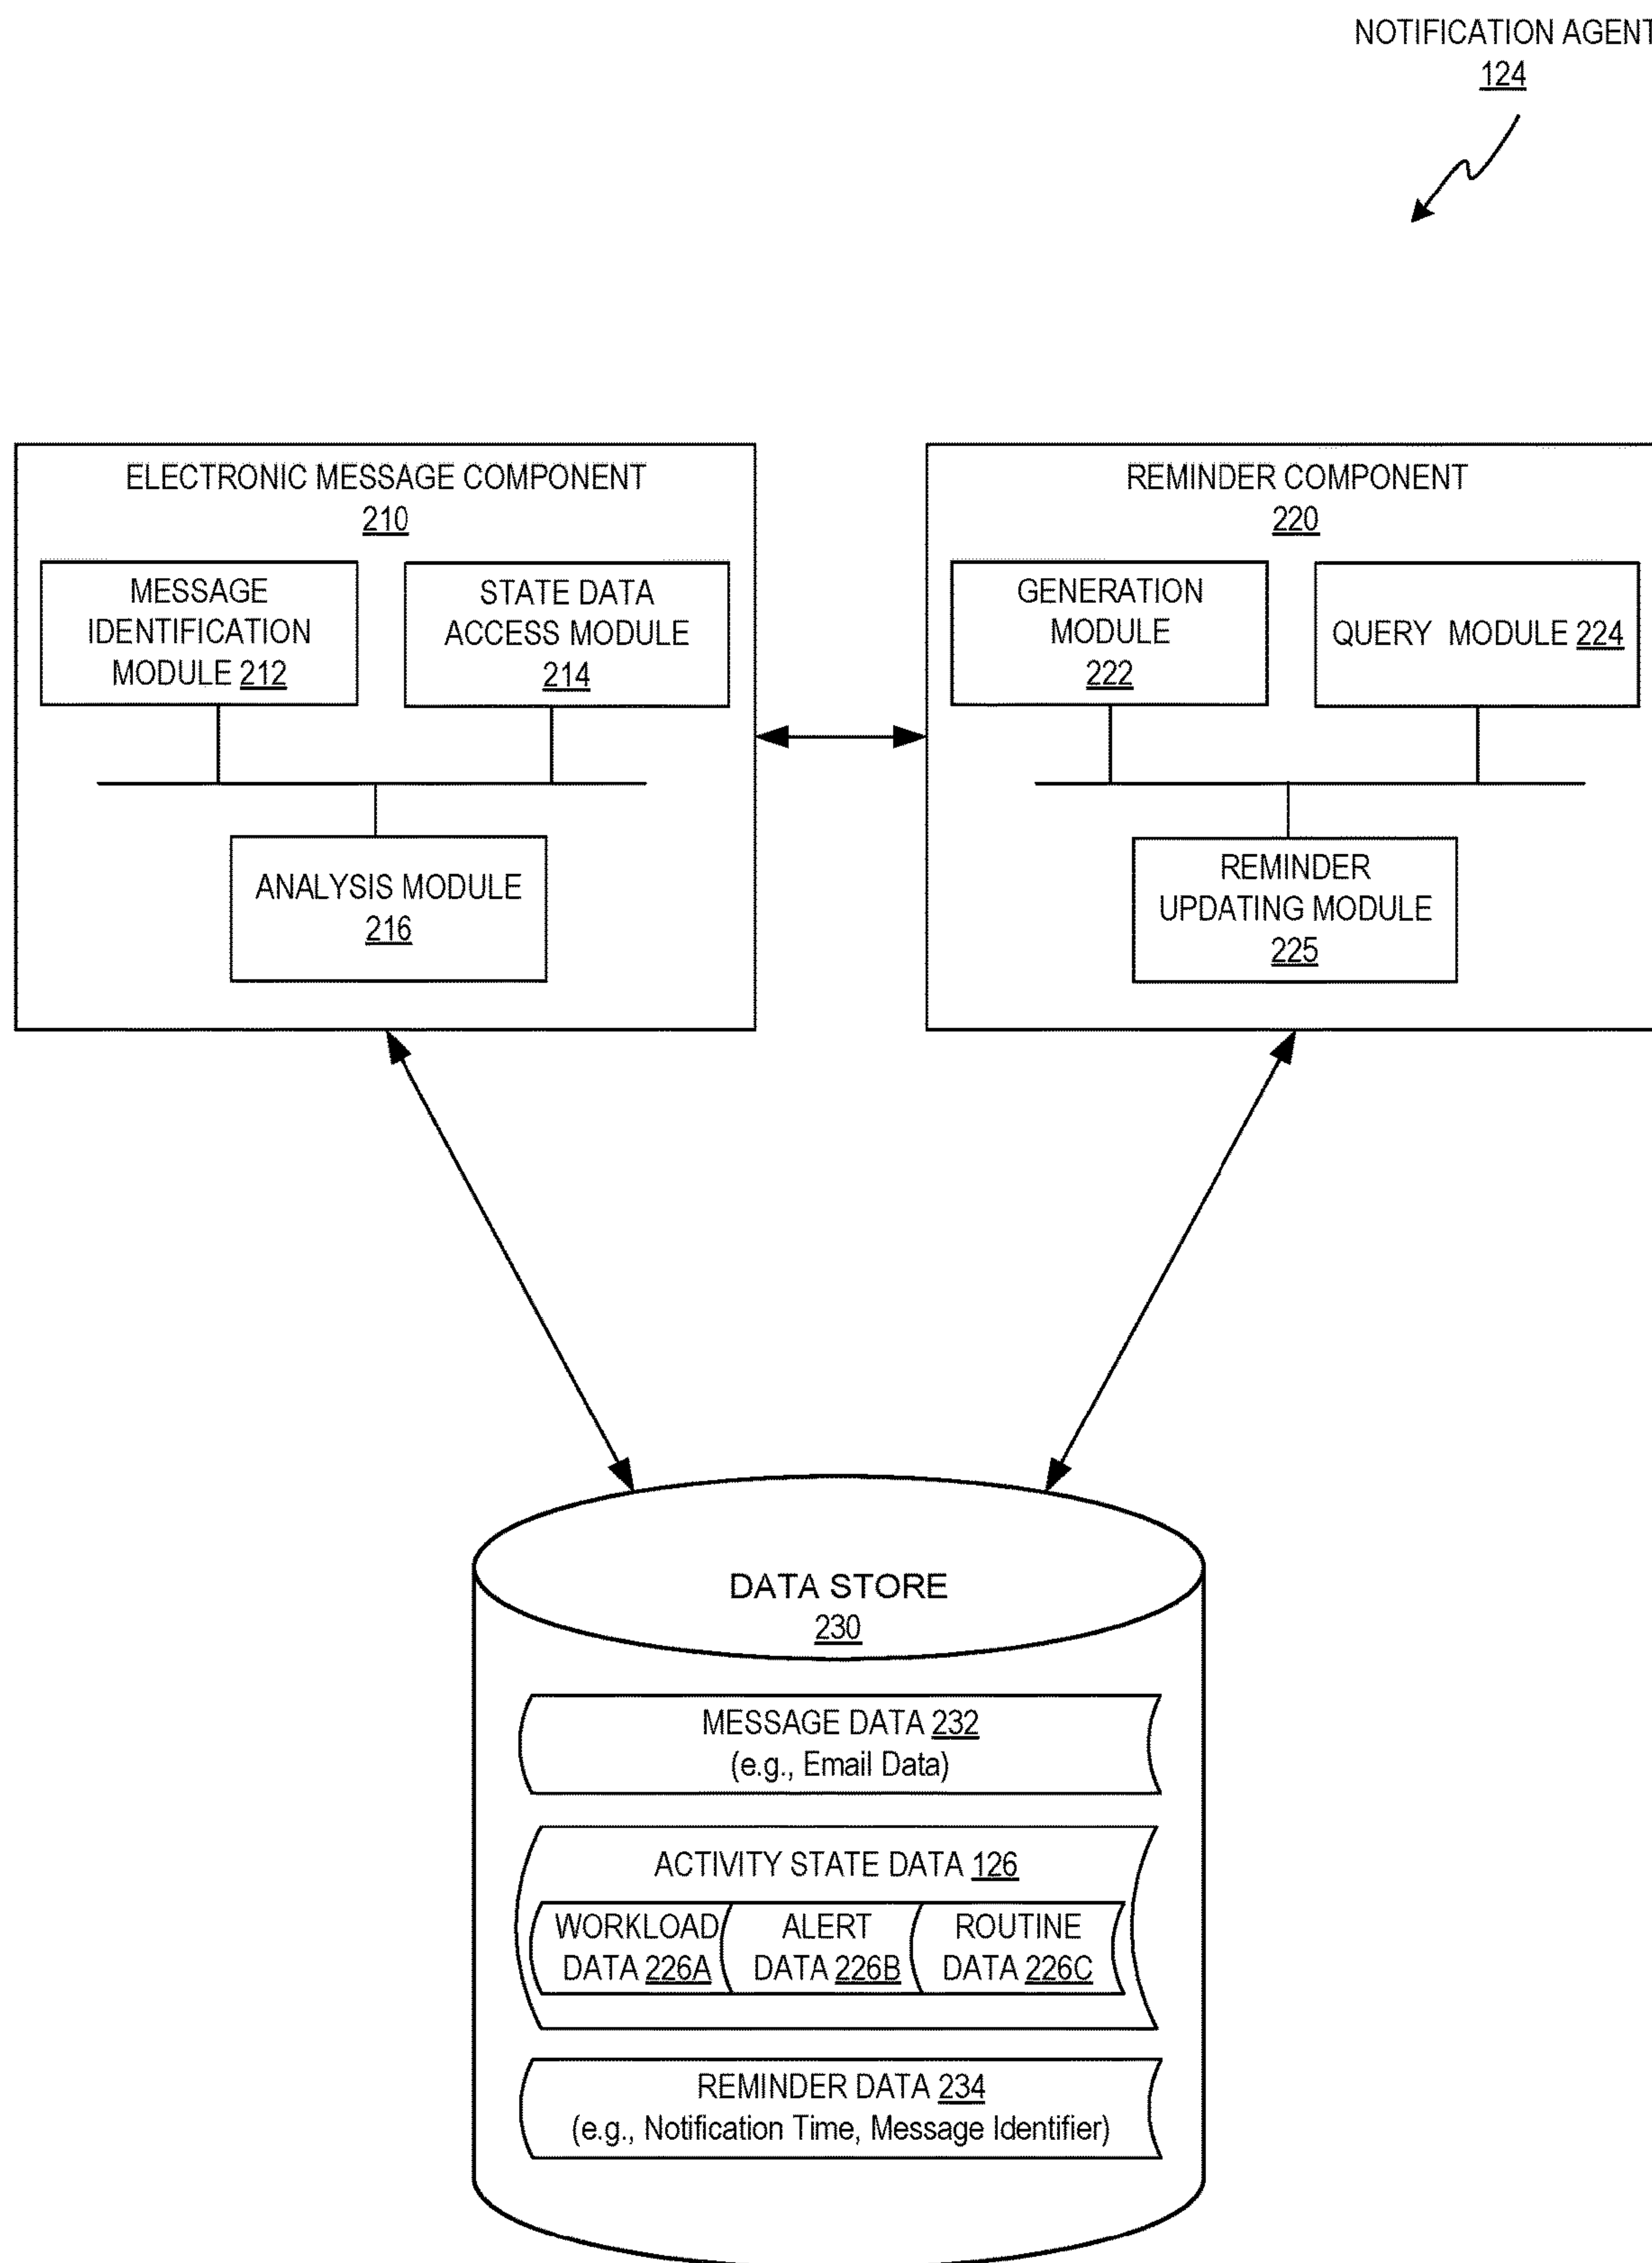 NOTIFICATION AGENT
124
ELECTRONIC MESSAGE COMPONENT
210
MESSAGE
IDENTIFICATION
MODULE 212
STATE DATA
ACCESS MODULE
214
ANALYSIS MODULE
216
REMINDER COMPONENT
220
GENERATION
MODULE
222
QUERY MODULE 224
REMINDER
UPDATING MODULE
225
DATA STORE
230
MESSAGE DATA 232
(e.g., Email Data)
ACTIVITY STATE DATA 126
WORKLOAD
DATA 226A
ALERT
DATA 226B
ROUTINE
DATA 226C
REMINDER DATA 234
(e.g., Notification Time, Message Identifier)